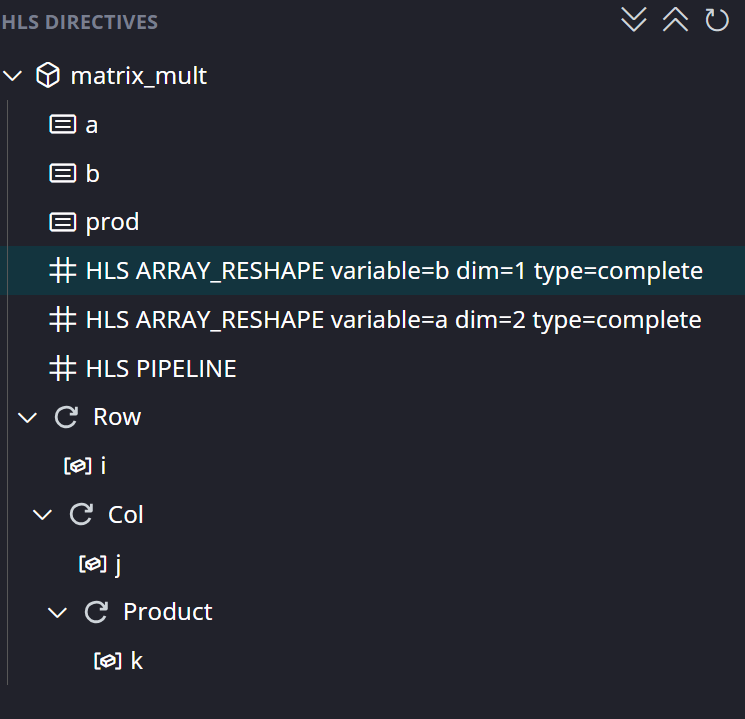 HLS DIRECTIVES
matrix_mult
a
b
prod
HLS ARRAY_RESHAPE variable=b dim=1 type=complete
HLS ARRAY_RESHAPE variable=a dim=2 type=complete
HLS PIPELINE
Row
i
Col
j
Product
k